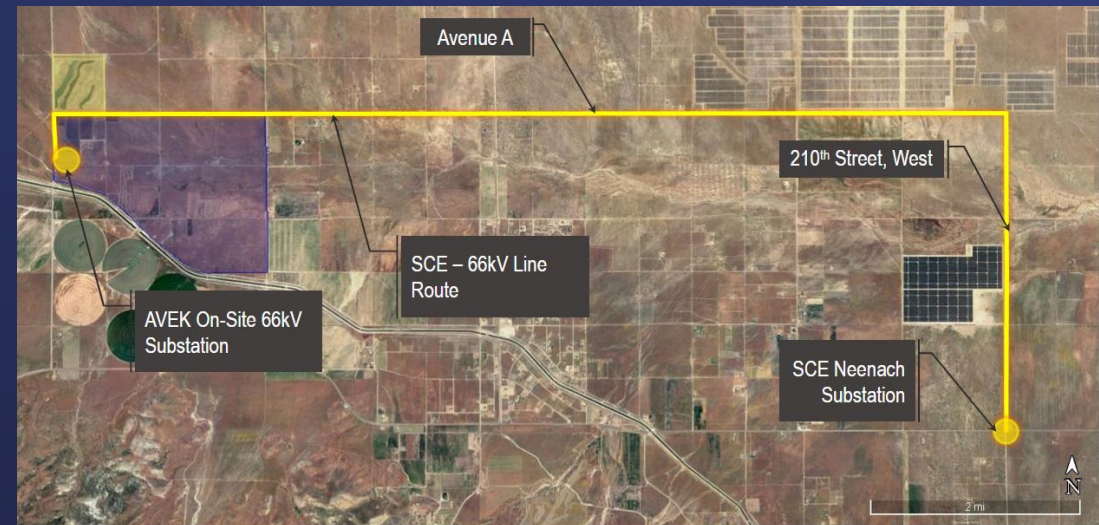 Avenue A
210th Street, West
SCE – 66kV Line
Route
AVEK On-Site 66kV
Substation
SCE Neenach
Substation
N
2 mi